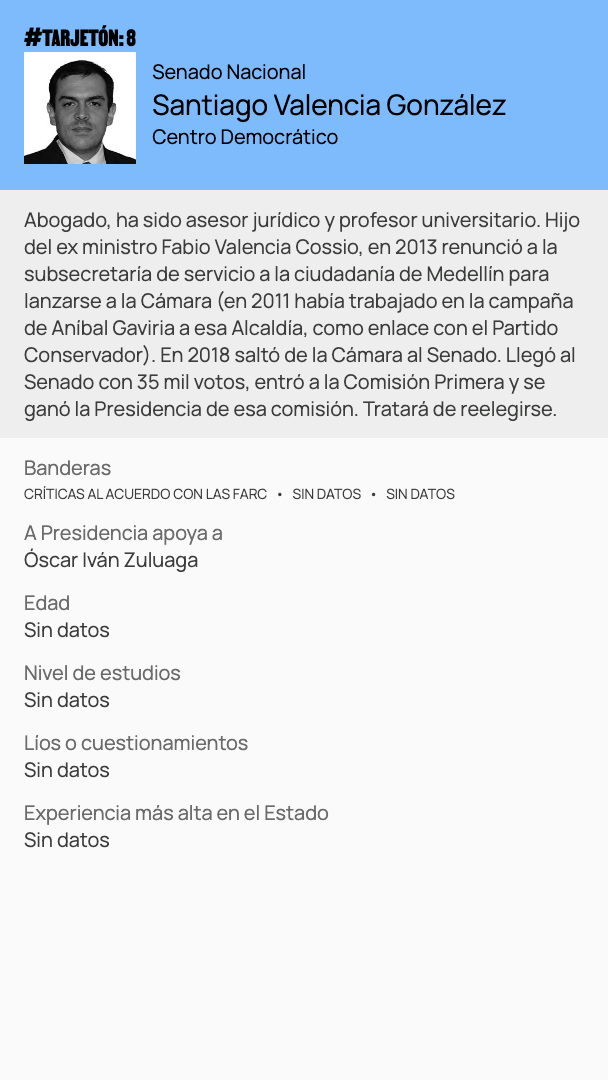 #TARJETÓN: 8
Senado Nacional
Santiago Valencia González
Centro Democrático
Abogado, ha sido asesor jurídico y profesor universitario. Hijo
del ex ministro Fabio Valencia Cossio, en 2013 renunció a la
subsecretaría de servicio a la ciudadanía de Medellín para
lanzarse a la Cámara (en 2011 había trabajado en la campaña
de Aníbal Gaviria a esa Alcaldía, como enlace con el Partido
Conservador). En 2018 saltó de la Cámara al Senado. Llegó al
Senado con 35 mil votos, entró a la Comisión Primera y se
ganó la Presidencia de esa comisión. Tratará de reelegirse.
Banderas
CRÍTICAS AL ACUERDO CON LAS FARC • SIN DATOS • SIN DATOS
A Presidencia apoya a
Óscar Iván Zuluaga
Edad
Sin datos
Nivel de estudios
Sin datos
Líos o cuestionamientos
Sin datos
Experiencia más alta en el Estado
Sin datos